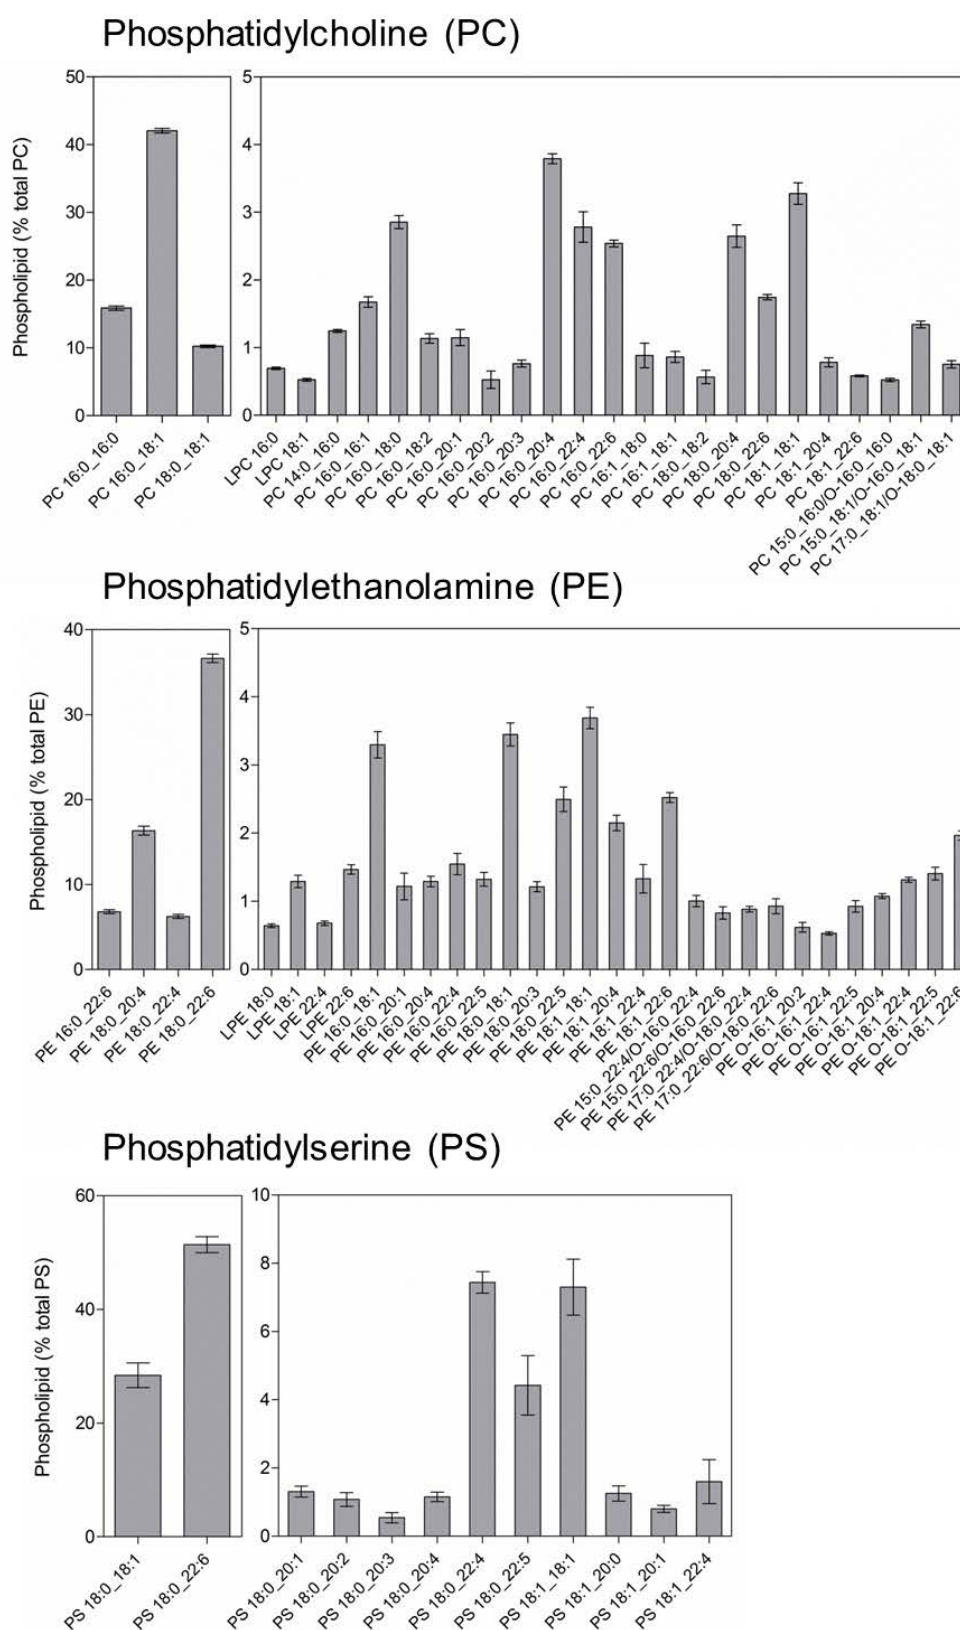 Phosphatidylcholine (PC)
Phospholipid (% total PC)
50
40
30
20
10
0
5
4
3
2
1
0
PC 16:0_16:0
PC 16:0_18:1
PC 18:0_18:1
LPC 16:0
LPC 18:1
PC 14:0_16:0
PC 16:0_16:1
PC 16:0_18:0
PC 16:0_18:2
PC 16:0_20:1
PC 16:0_20:2
PC 16:0_20:3
PC 16:0_20:4
PC 16:0_22:4
PC 16:0_22:6
PC 16:1_18:0
PC 16:1_18:1
PC 18:0_18:2
PC 18:0_20:4
PC 18:0_22:6
PC 18:1_18:1
PC 18:1_20:4
PC 18:1_22:6
PC 15:0_16:0/O-16:0_16:0
PC 15:0_18:1/O-16:0_18:1
PC 17:0_18:1/O-18:0_18:1
Phosphatidylethanolamine (PE)
Phospholipid (% total PE)
40
30
20
10
0
5
4
3
2
1
0
PE 16:0_22:6
PE 18:0_20:4
PE 18:0_22:4
PE 18:0_22:6
LPE 18:0
LPE 18:1
LPE 22:4
LPE 22:6
PE 16:0_18:1
PE 16:0_20:1
PE 16:0_20:4
PE 16:0_22:4
PE 16:0_22:5
PE 18:0_18:1
PE 18:0_20:3
PE 18:0_22:5
PE 18:1_18:1
PE 18:1_20:4
PE 18:1_22:4
PE 18:1_22:6
PE 15:0_22:4/O-16:0_22:4
PE 15:0_22:6/O-16:0_22:6
PE 17:0_22:4/O-18:0_22:4
PE 17:0_22:6/O-18:0_22:6
PE O-16:1_20:2
PE O-16:1_22:4
PE O-16:1_22:5
PE O-18:1_20:4
PE O-18:1_22:4
PE O-18:1_22:5
PE O-18:1_22:6
Phosphatidylserine (PS)
Phospholipid (% total PS)
60
40
20
0
10
8
6
4
2
0
PS 18:0_18:1
PS 18:0_22:6
PS 18:0_20:1
PS 18:0_20:2
PS 18:0_20:3
PS 18:0_20:4
PS 18:0_22:4
PS 18:0_22:5
PS 18:1_18:1
PS 18:1_20:0
PS 18:1_20:1
PS 18:1_22:4